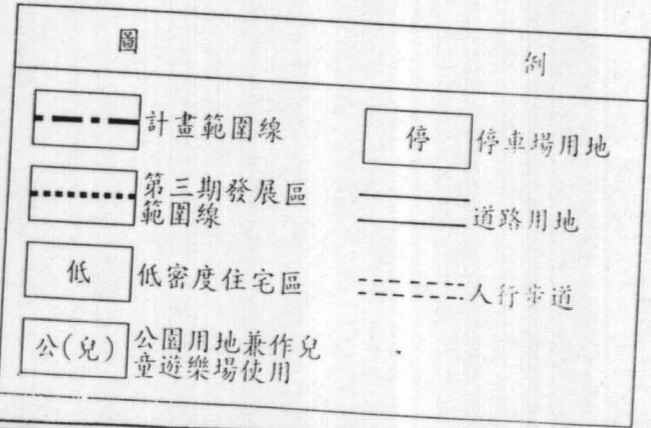 圖例
計畫範圍線
第三期發展區
範圍線
低 低密度住宅區
公(兒) 公園用地兼作兒
童遊樂場使用
停 停車場用地
道路用地
人行步道